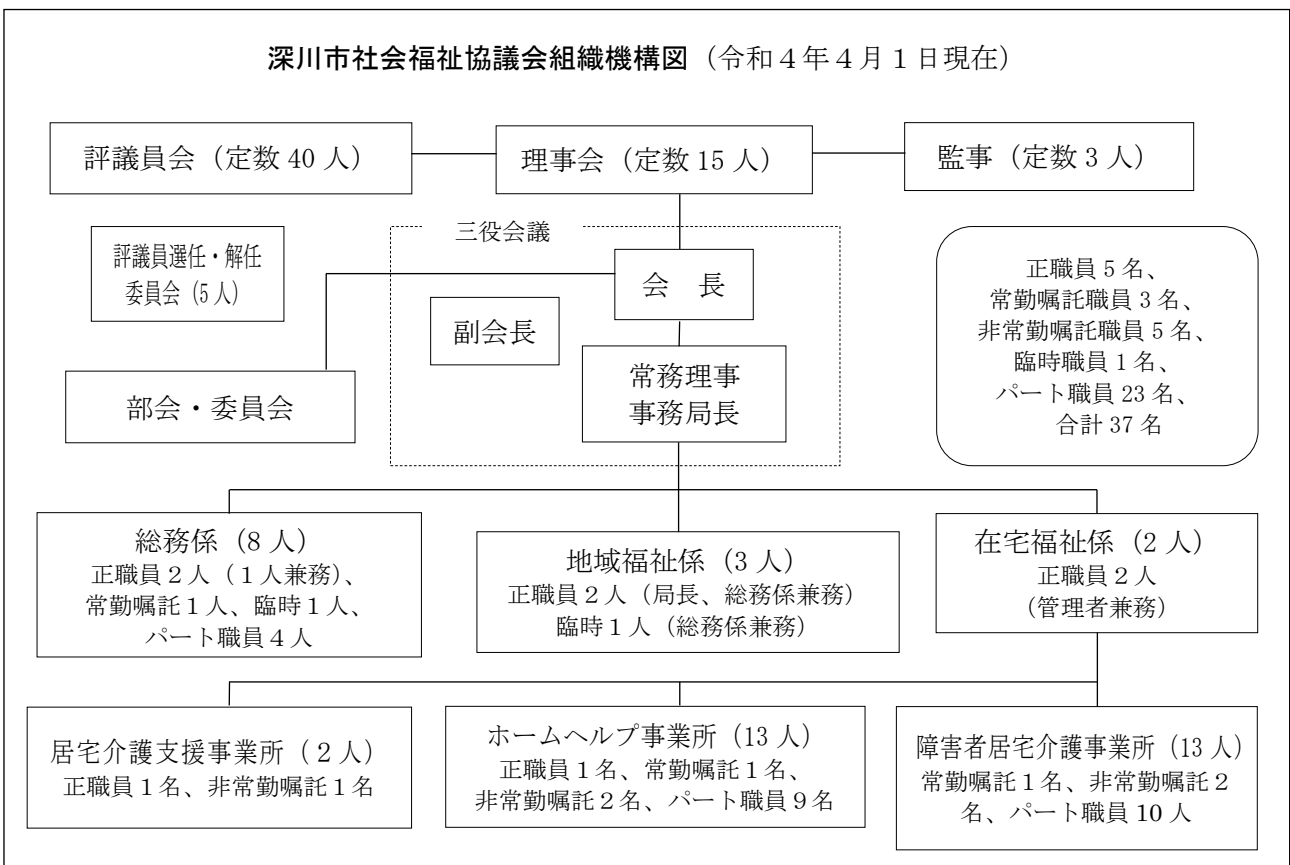 深川市社会福祉協議会組織機構図（令和４年４月１日現在）
評議員会（定数 40 人）
理事会（定数 15 人）
監事（定数 3 人）
三役会議
評議員選任・解任
委員会（5 人）
会　長
副会長
常務理事
事務局長
部会・委員会
正職員 5 名、
常勤嘱託職員 3 名、
非常勤嘱託職員 5 名、
臨時職員 1 名、
パート職員 23 名、
合計 37 名
総務係（8 人）
正職員２人（１人兼務）、
常勤嘱託１人、臨時１人、
パート職員４人
地域福祉係（3 人）
正職員２人（局長、総務係兼務）
臨時１人（総務係兼務）
在宅福祉係（2 人）
正職員２人
（管理者兼務）
居宅介護支援事業所（ 2 人）
正職員１名、非常勤嘱託１名
ホームヘルプ事業所（13 人）
正職員１名、常勤嘱託１名、
非常勤嘱託２名、パート職員９名
障害者居宅介護事業所（13 人）
常勤嘱託１名、非常勤嘱託２
名、パート職員 10 人